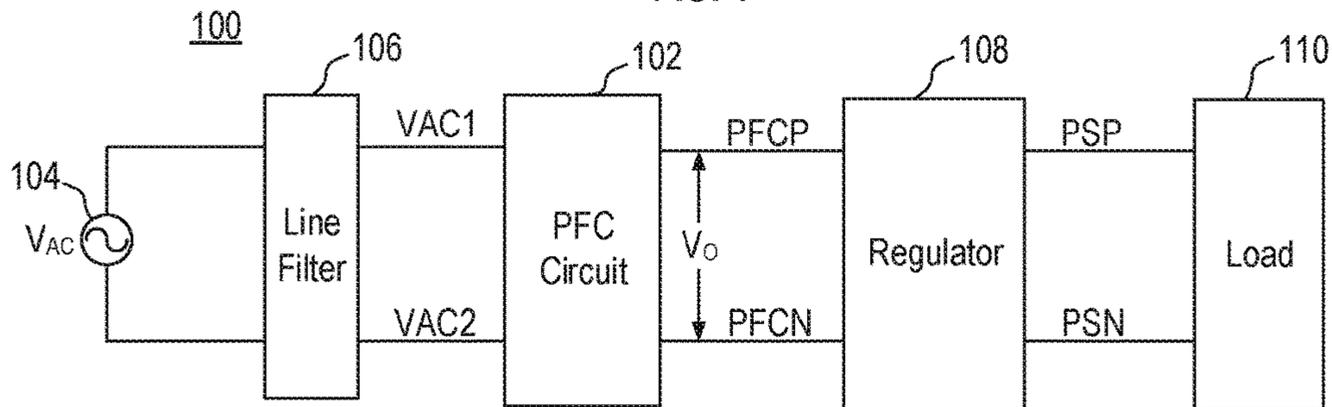 100
106
102
108
110
104
VAC1
PFCP
PSP
VAC
Line
Filter
PFC
Circuit
VO
Regulator
Load
VAC2
PFCN
PSN